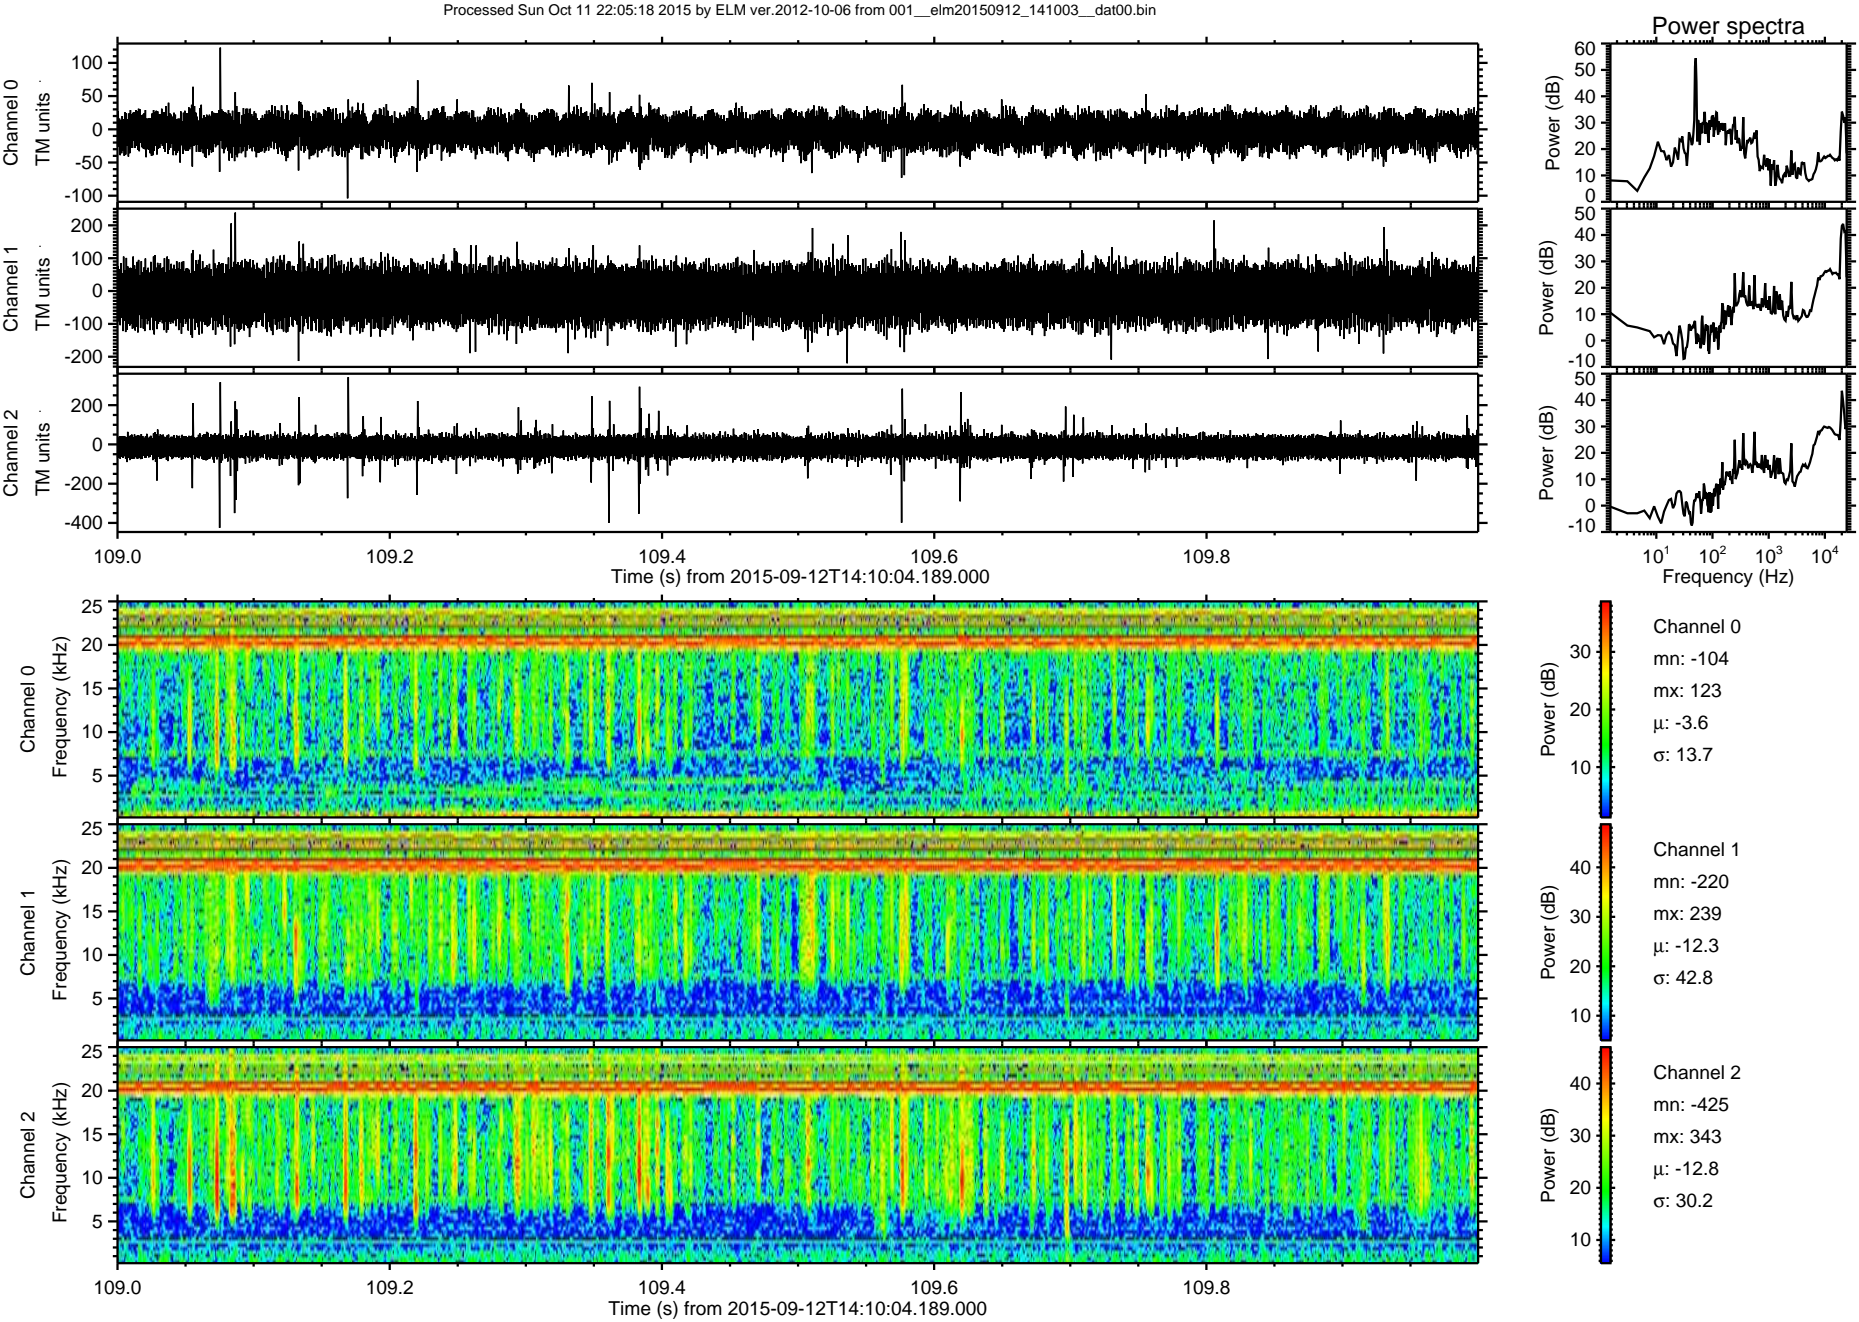 Processed Sun Oct 11 22:05:18 2015 by ELM ver.2012-10-06 from 001__elm20150912_141003__dat00.bin
Power spectra
Channel 0
TM units
100
50
0
-50
-100
Power (dB)
60
50
40
30
20
10
0
Channel 1
TM units
200
100
0
-100
-200
Power (dB)
50
40
30
20
10
0
-10
Channel 2
TM units
200
0
-200
-400
Power (dB)
50
40
30
20
10
0
-10
109.0 109.2 109.4 109.6 109.8
Time (s) from 2015-09-12T14:10:04.189.000
10^1 10^2 10^3 10^4
Frequency (Hz)
Channel 0
Frequency (kHz)
25
20
15
10
5
Power (dB)
30
20
10
Channel 0
mn: -104
mx: 123
μ: -3.6
σ: 13.7
Channel 1
Frequency (kHz)
25
20
15
10
5
Power (dB)
40
30
20
10
Channel 1
mn: -220
mx: 239
μ: -12.3
σ: 42.8
Channel 2
Frequency (kHz)
25
20
15
10
5
Power (dB)
40
30
20
10
Channel 2
mn: -425
mx: 343
μ: -12.8
σ: 30.2
109.0 109.2 109.4 109.6 109.8
Time (s) from 2015-09-12T14:10:04.189.000